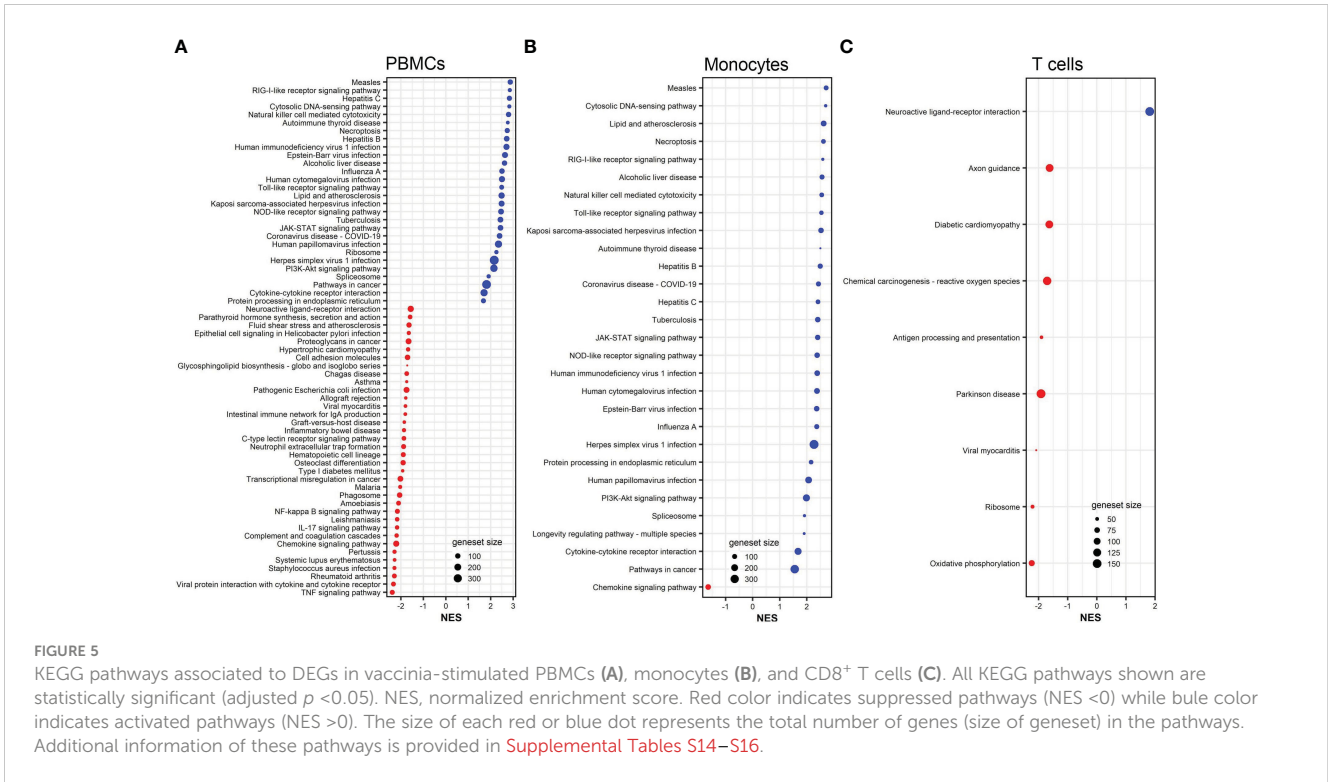 A
PBMCs
Measles
RIG-I-like receptor signaling pathway
Hepatitis C
Cytosolic DNA-sensing pathway
Natural killer cell mediated cytotoxicity
Autoimmune thyroid disease
Necroptosis
Hepatitis B
Human immunodeficiency virus 1 infection
Epstein-Barr virus infection
Alcoholic liver disease
Influenza A
Human cytomegalovirus infection
Toll-like receptor signaling pathway
Lipid and atherosclerosis
Kaposi sarcoma-associated herpesvirus infection
NOD-like receptor signaling pathway
Tuberculosis
JAK-STAT signaling pathway
Coronavirus disease - COVID-19
Human papillomavirus infection
Ribosome
Herpes simplex virus 1 infection
PI3K-Akt signaling pathway
Spliceosome
Pathways in cancer
Cytokine-cytokine receptor interaction
Protein processing in endoplasmic reticulum
Neuroactive ligand-receptor interaction
Parathyroid hormone synthesis, secretion and action
Fluid shear stress and atherosclerosis
Epithelial cell signaling in Helicobacter pylori infection
Proteoglycans in cancer
Hypertrophic cardiomyopathy
Cell adhesion molecules
Glycosphingolipid biosynthesis - globo and isoglobo series
Chagas disease
Asthma
Pathogenic Escherichia coli infection
Allograft rejection
Viral myocarditis
Intestinal immune network for IgA production
Graft-versus-host disease
Inflammatory bowel disease
C-type lectin receptor signaling pathway
Neutrophil extracellular trap formation
Hematopoietic cell lineage
Osteoclast differentiation
Type I diabetes mellitus
Transcriptional misregulation in cancer
Malaria
Phagosome
Amoebiasis
NF-kappa B signaling pathway
Leishmaniasis
IL-17 signaling pathway
Complement and coagulation cascades
Chemokine signaling pathway
Pertussis
Systemic lupus erythematosus
Staphylococcus aureus infection
Rheumatoid arthritis
Viral protein interaction with cytokine and cytokine receptor
TNF signaling pathway
geneset size
100
200
300
-2 -1 0 1 2 3
NES
B
Monocytes
Measles
Cytosolic DNA-sensing pathway
Lipid and atherosclerosis
Necroptosis
RIG-I-like receptor signaling pathway
Alcoholic liver disease
Natural killer cell mediated cytotoxicity
Toll-like receptor signaling pathway
Kaposi sarcoma-associated herpesvirus infection
Autoimmune thyroid disease
Hepatitis B
Coronavirus disease - COVID-19
Hepatitis C
Tuberculosis
JAK-STAT signaling pathway
NOD-like receptor signaling pathway
Human immunodeficiency virus 1 infection
Human cytomegalovirus infection
Epstein-Barr virus infection
Influenza A
Herpes simplex virus 1 infection
Protein processing in endoplasmic reticulum
Human papillomavirus infection
PI3K-Akt signaling pathway
Spliceosome
Longevity regulating pathway - multiple species
Cytokine-cytokine receptor interaction
Pathways in cancer
Chemokine signaling pathway
geneset size
100
200
300
-1 0 1 2
NES
C
T cells
Neuroactive ligand-receptor interaction
Axon guidance
Diabetic cardiomyopathy
Chemical carcinogenesis - reactive oxygen species
Antigen processing and presentation
Parkinson disease
Viral myocarditis
Ribosome
Oxidative phosphorylation
geneset size
50
75
100
125
150
-2 -1 0 1 2
NES
FIGURE 5
KEGG pathways associated to DEGs in vaccinia-stimulated PBMCs (A), monocytes (B), and CD8+ T cells (C). All KEGG pathways shown are
statistically significant (adjusted p <0.05). NES, normalized enrichment score. Red color indicates suppressed pathways (NES <0) while bule color
indicates activated pathways (NES >0). The size of each red or blue dot represents the total number of genes (size of geneset) in the pathways.
Additional information of these pathways is provided in Supplemental Tables S14–S16.